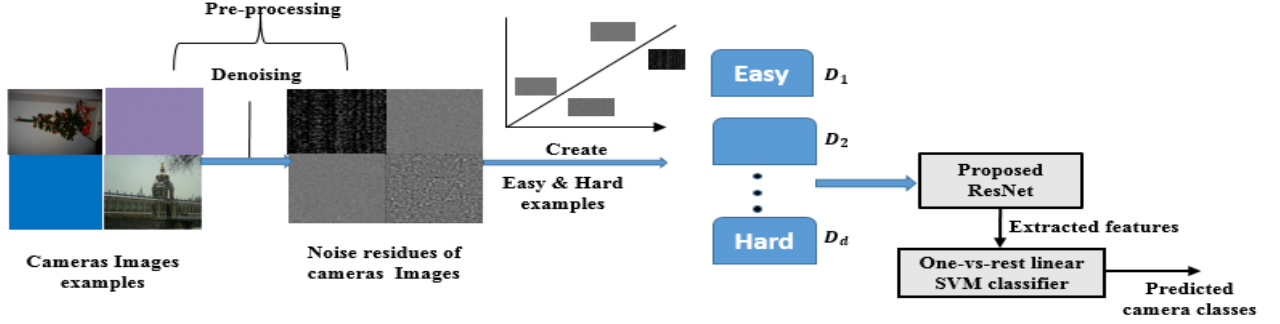 Pre-processing
Denoising
Cameras Images
examples
Noise residues of
cameras Images
Create
Easy & Hard
examples
Easy
D₁
D₂
Hard
D_d
Proposed
ResNet
Extracted features
One-vs-rest linear
SVM classifier
Predicted
camera classes